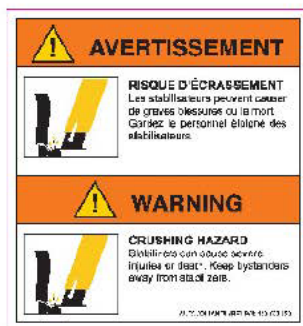 AVERTISSEMENT
RISQUE D'ÉCRASSEMENT
Les stabilisateurs peuvent causer
de graves blessures ou la mort
Gardez le personnel éloigné des
stabilisateurs.
WARNING
CRUSHING HAZARD
Stabilizers can cause severe
injuries or death. Keep bystanders
away from stabilizers.